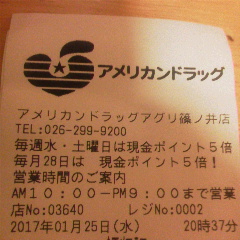 アメリカンドラッグ
アメリカンドラッグアグリ篠ノ井店
TEL:026-299-9200
毎週水・土曜日は現金ポイント5倍
毎月28日は 現金ポイント5倍!
営業時間のご案内
AM10:00-PM9:00まで営
店No:03640 レジNo:0002
2017年01月25日(水) 20時37分